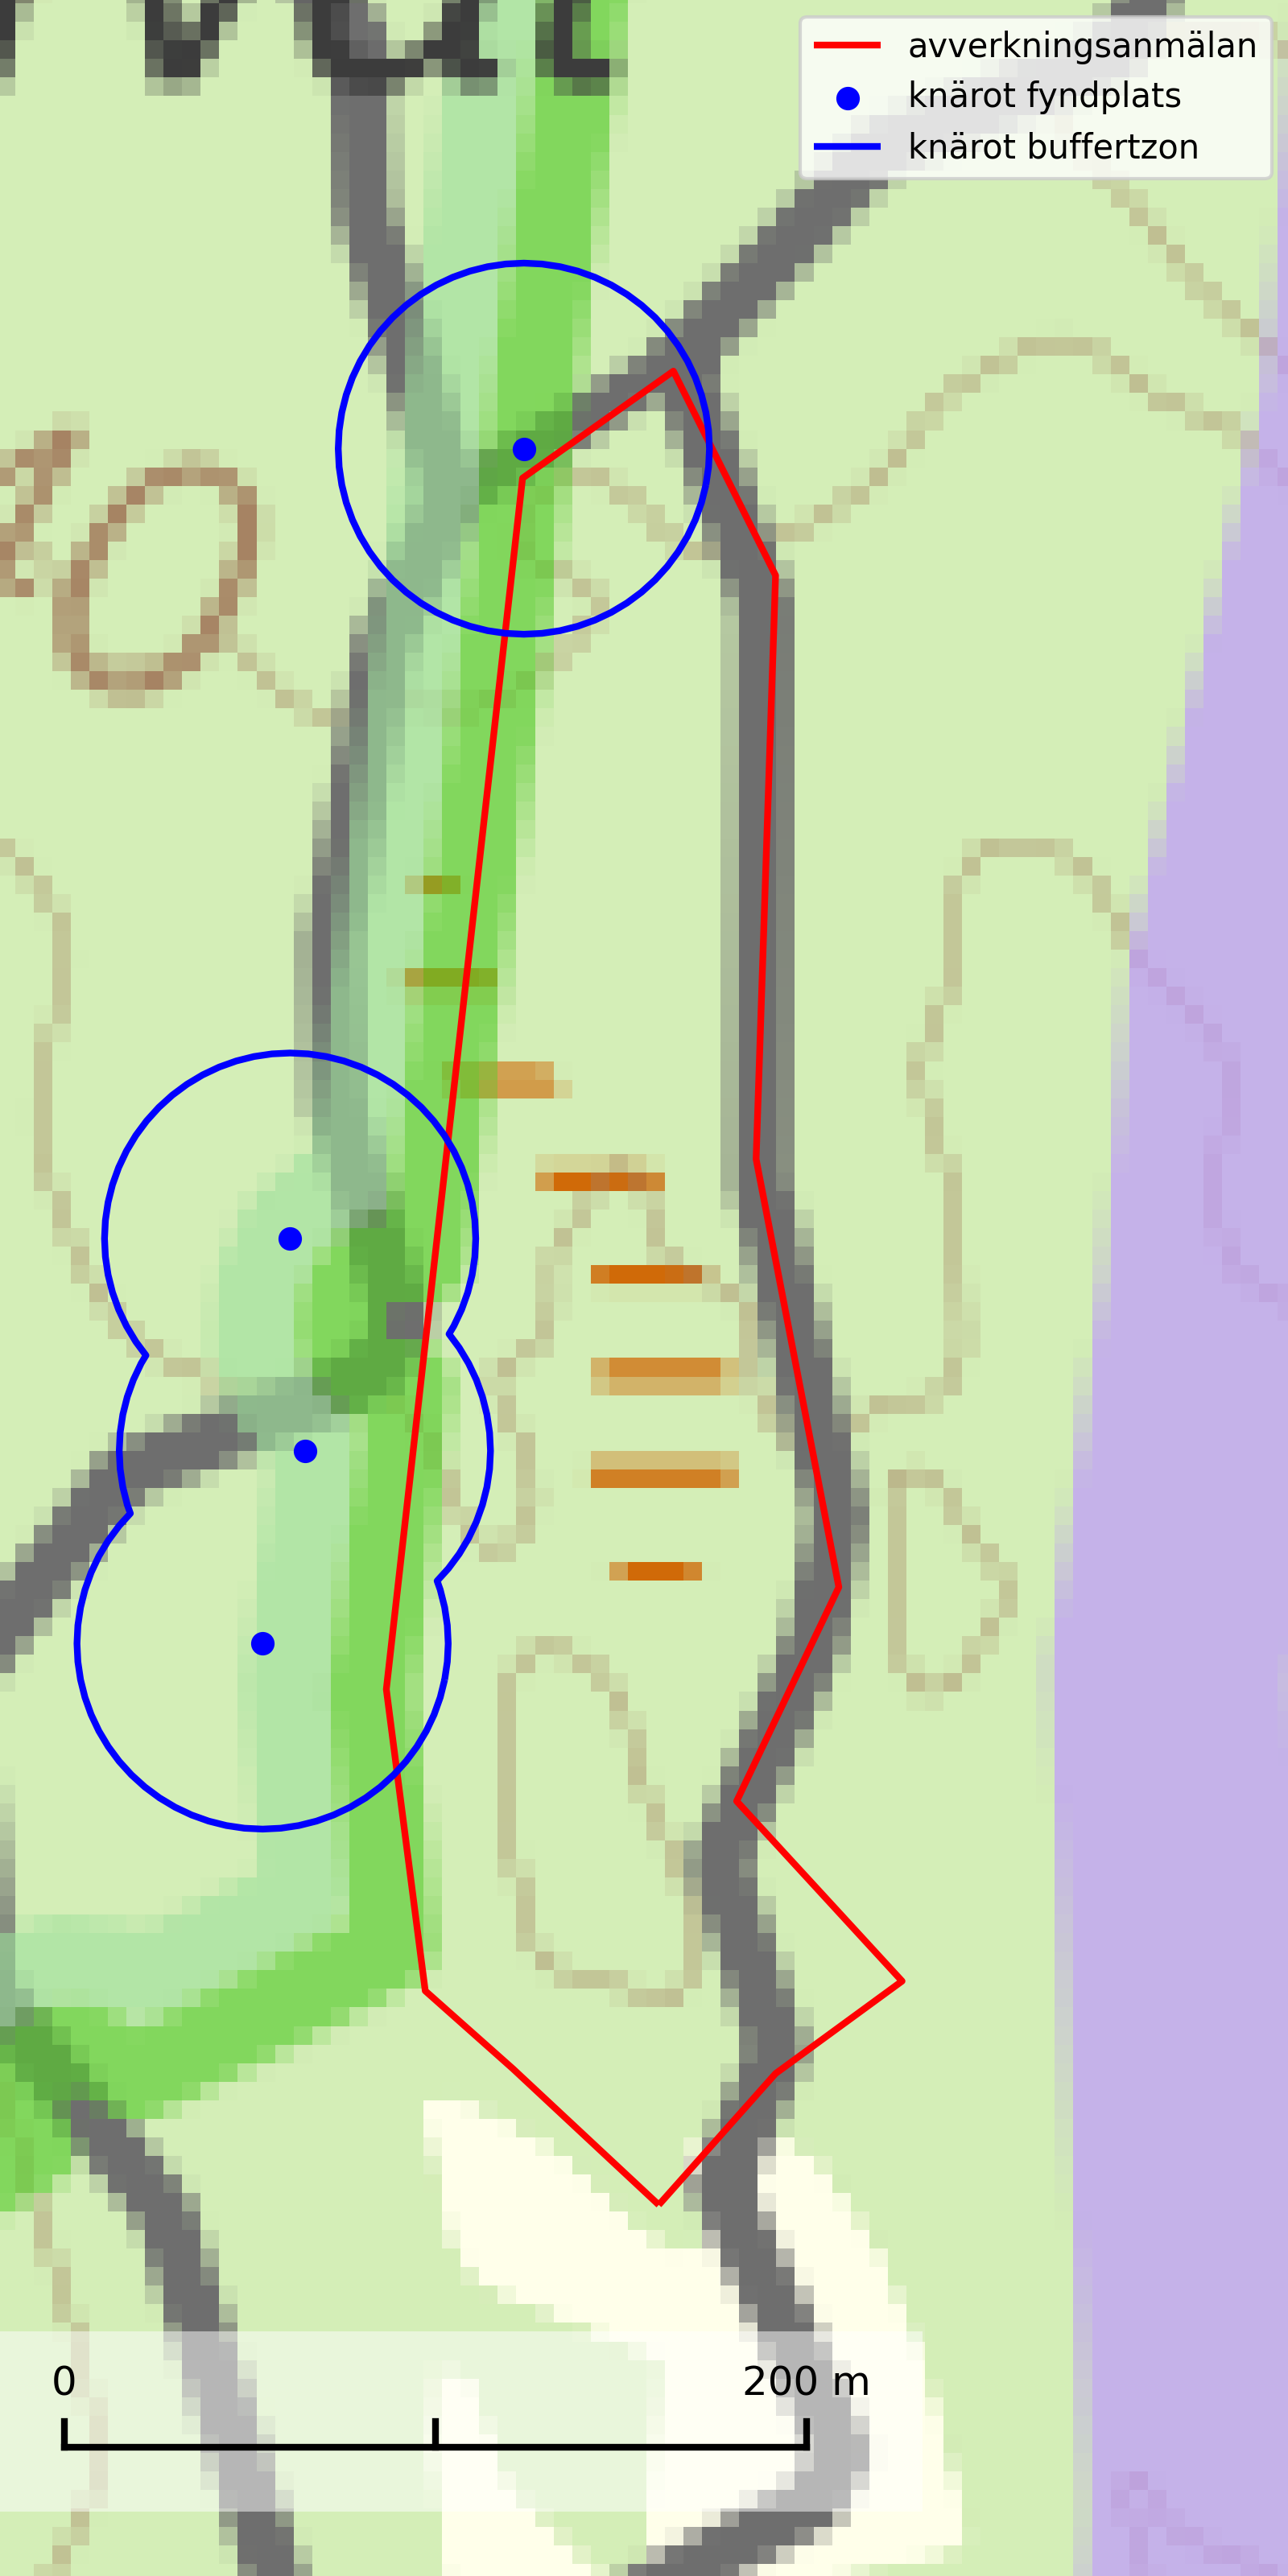 avverkningsanmälan
knärot fyndplats
knärot buffertzon
0
200 m